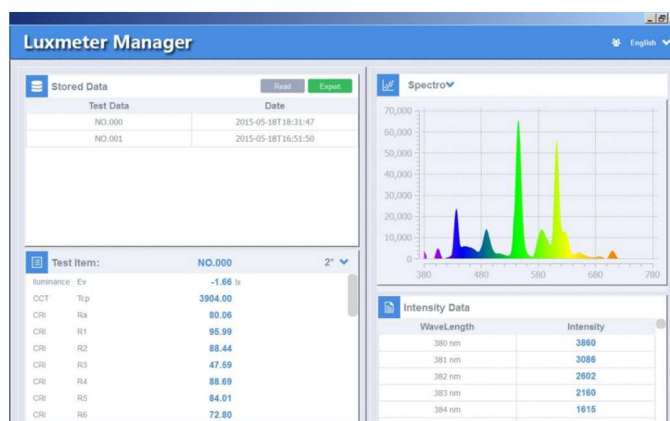 Luxmeter Manager
English
Stored Data
Read
Export
Test Data Date
NO.000 2015-05-18T18:31:47
NO.001 2015-05-18T16:51:50
Test Item: NO.000 2°
Iluminance Ev -1.66 lx
CCT Tcp 3904.00
CRI Ra 80.06
CRI R1 95.99
CRI R2 88.44
CRI R3 47.59
CRI R4 88.69
CRI R5 84.01
CRI R6 72.80
Spectro
70,000
60,000
50,000
40,000
30,000
20,000
10,000
0
380 480 580 680 780
Intensity Data
WaveLength Intensity
380 nm 3860
381 nm 3086
382 nm 2602
383 nm 2160
384 nm 1615